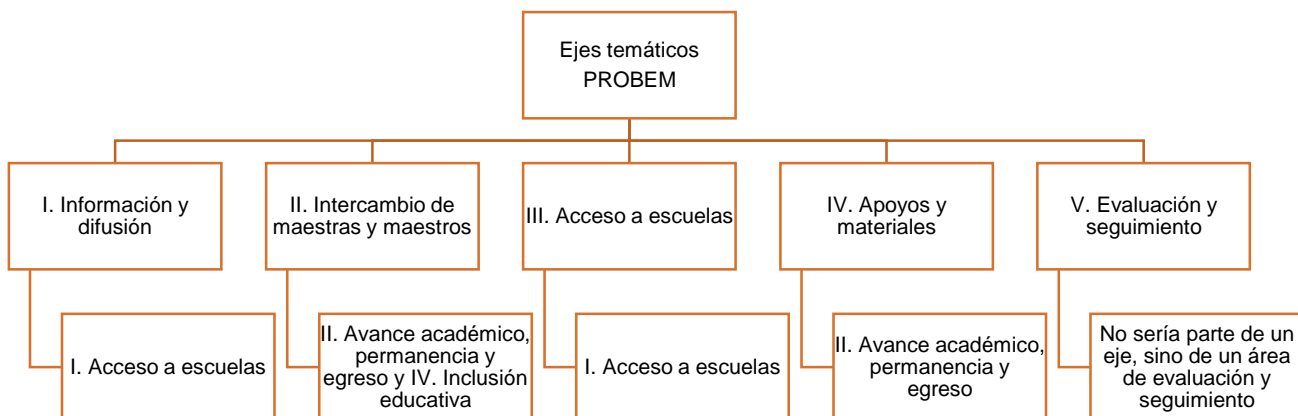 Ejes temáticos
PROBEM
I. Información y
difusión
II. Intercambio de
maestras y maestros
III. Acceso a escuelas
IV. Apoyos y
materiales
V. Evaluación y
seguimiento
I. Acceso a escuelas
II. Avance académico,
permanencia y
egreso y IV. Inclusión
educativa
I. Acceso a escuelas
II. Avance académico,
permanencia y
egreso
No sería parte de un
eje, sino de un área
de evaluación y
seguimiento